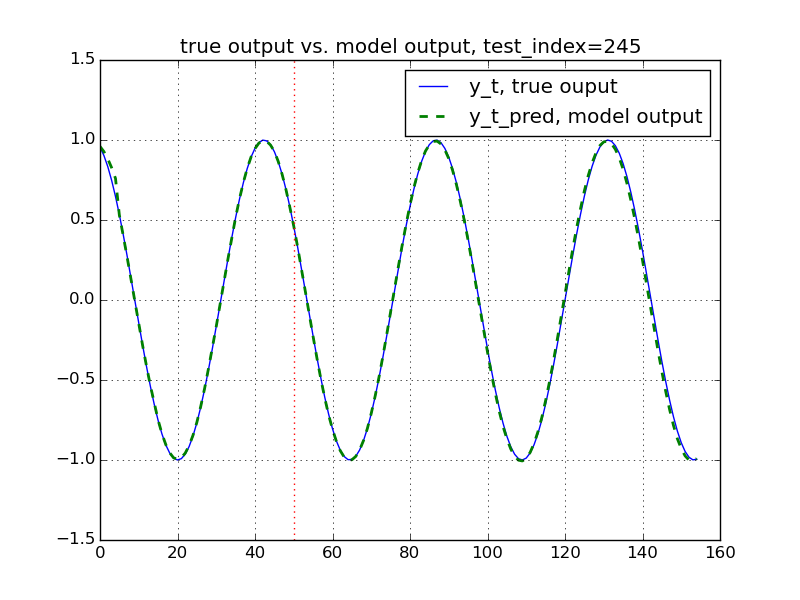 true output vs. model output, test_index=245
y_t, true ouput
y_t_pred, model output
1.5
1.0
0.5
0.0
−0.5
−1.0
−1.5
0 20 40 60 80 100 120 140 160